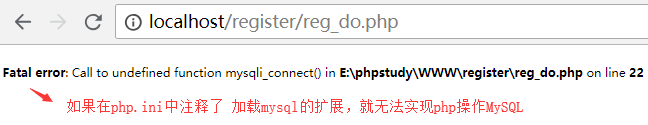 localhost/register/reg_do.php
Fatal error: Call to undefined function mysqli_connect() in E:\phpstudy\WWW\register\reg_do.php on line 22
如果在php.ini中注释了 加载mysql的扩展，就无法实现php操作MySQL